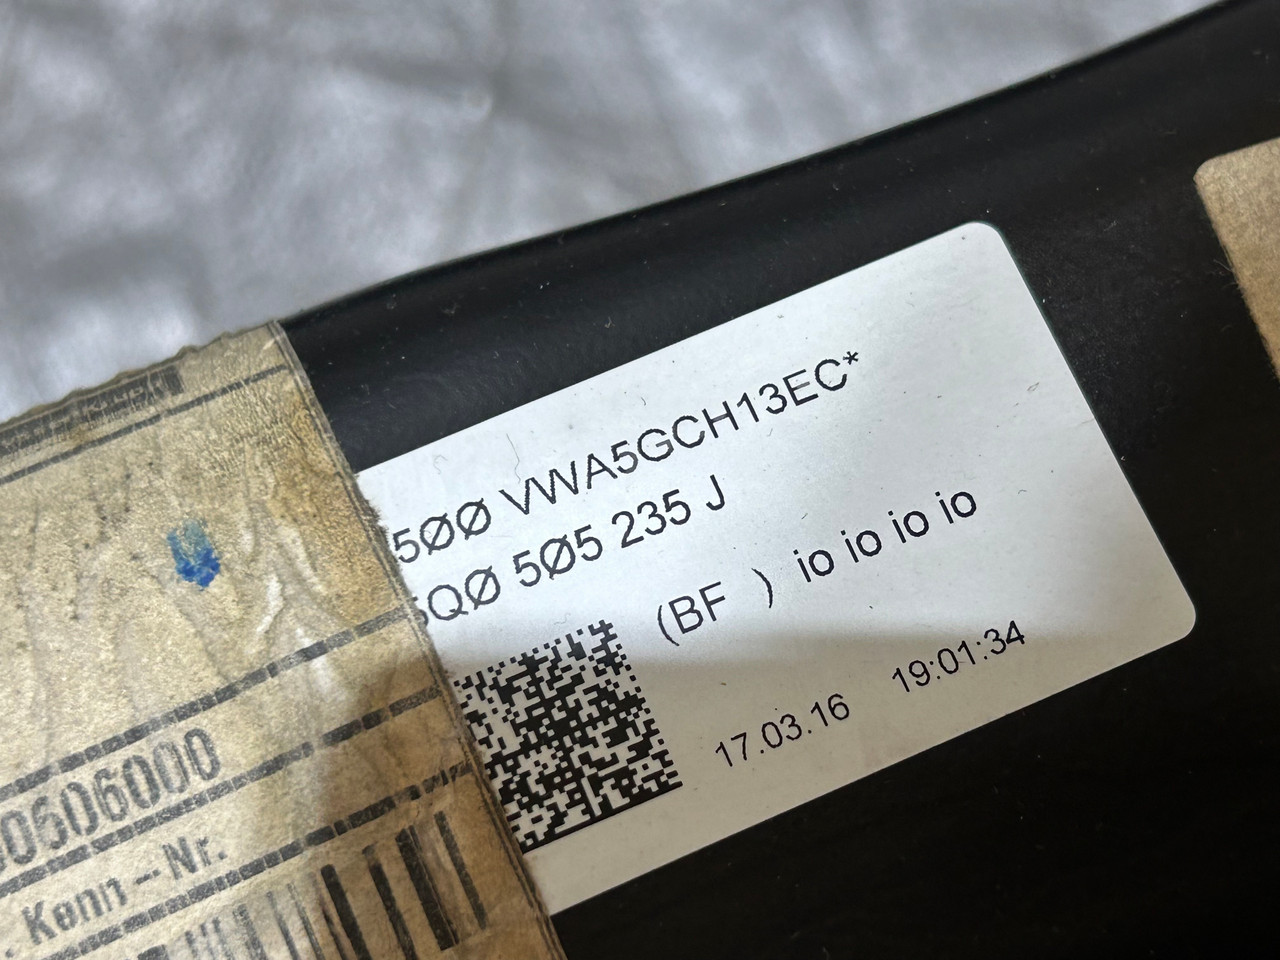 5ØØ VWA5GCH13EC*
5QØ 5Ø5 235 J
(BF ) io io io io
17.03.16 19:01:34
0606000
Kenn-Nr.